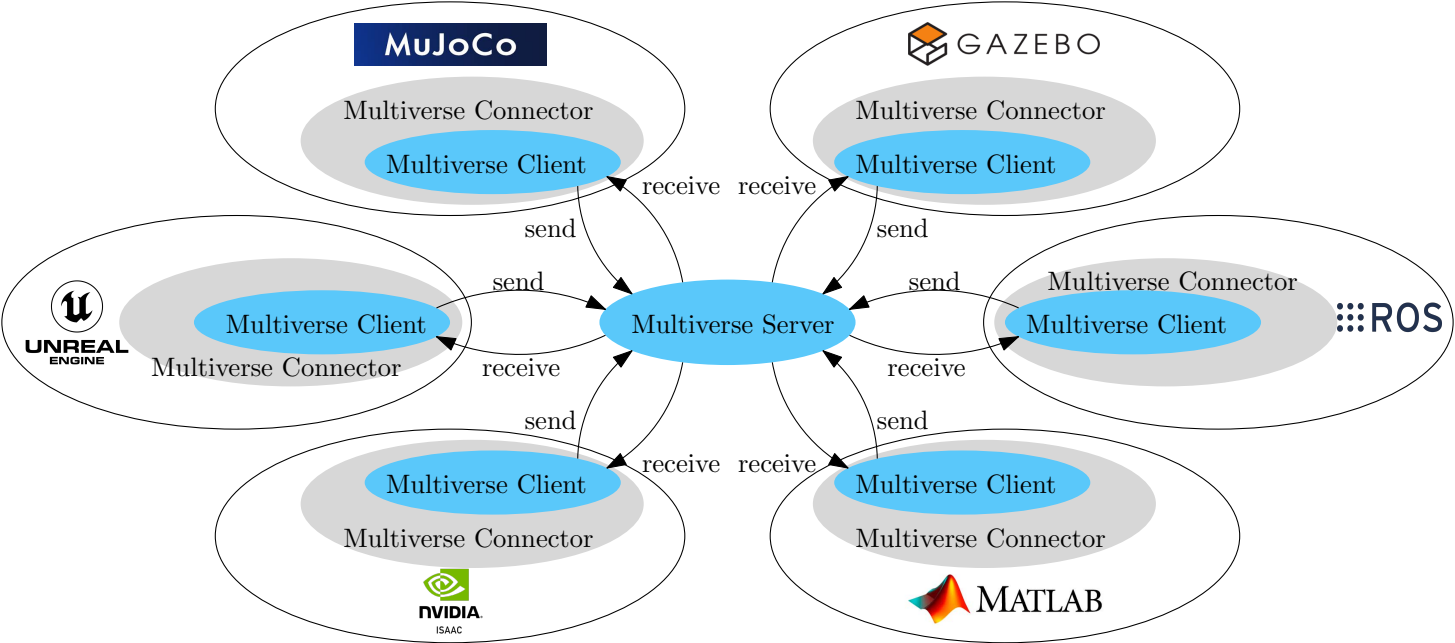 MuJoCo
Multiverse Connector
Multiverse Client
GAZEBO
Multiverse Connector
Multiverse Client
receive
receive
send
send
UNREAL
ENGINE
Multiverse Client
Multiverse Connector
send
receive
Multiverse Server
send
receive
Multiverse Connector
Multiverse Client
ROS
send
send
receive
receive
Multiverse Client
Multiverse Connector
NVIDIA.
ISAAC
Multiverse Client
Multiverse Connector
MATLAB